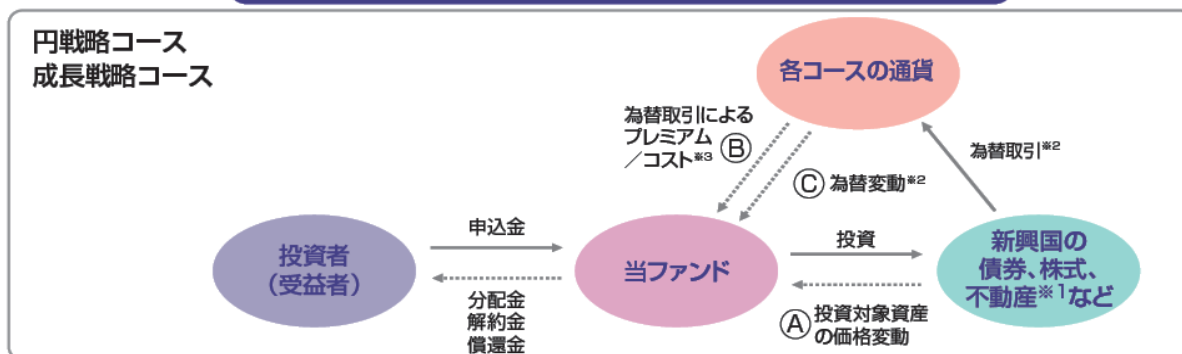 円戦略コース
成長戦略コース
各コースの通貨
為替取引による
プレミアム
／コスト※3 Ⓑ
為替取引※2
Ⓒ 為替変動※2
申込金
投資者
（受益者）
分配金
解約金
償還金
当ファンド
投資
新興国の
債券、株式、
不動産※1など
Ⓐ 投資対象資産
の価格変動